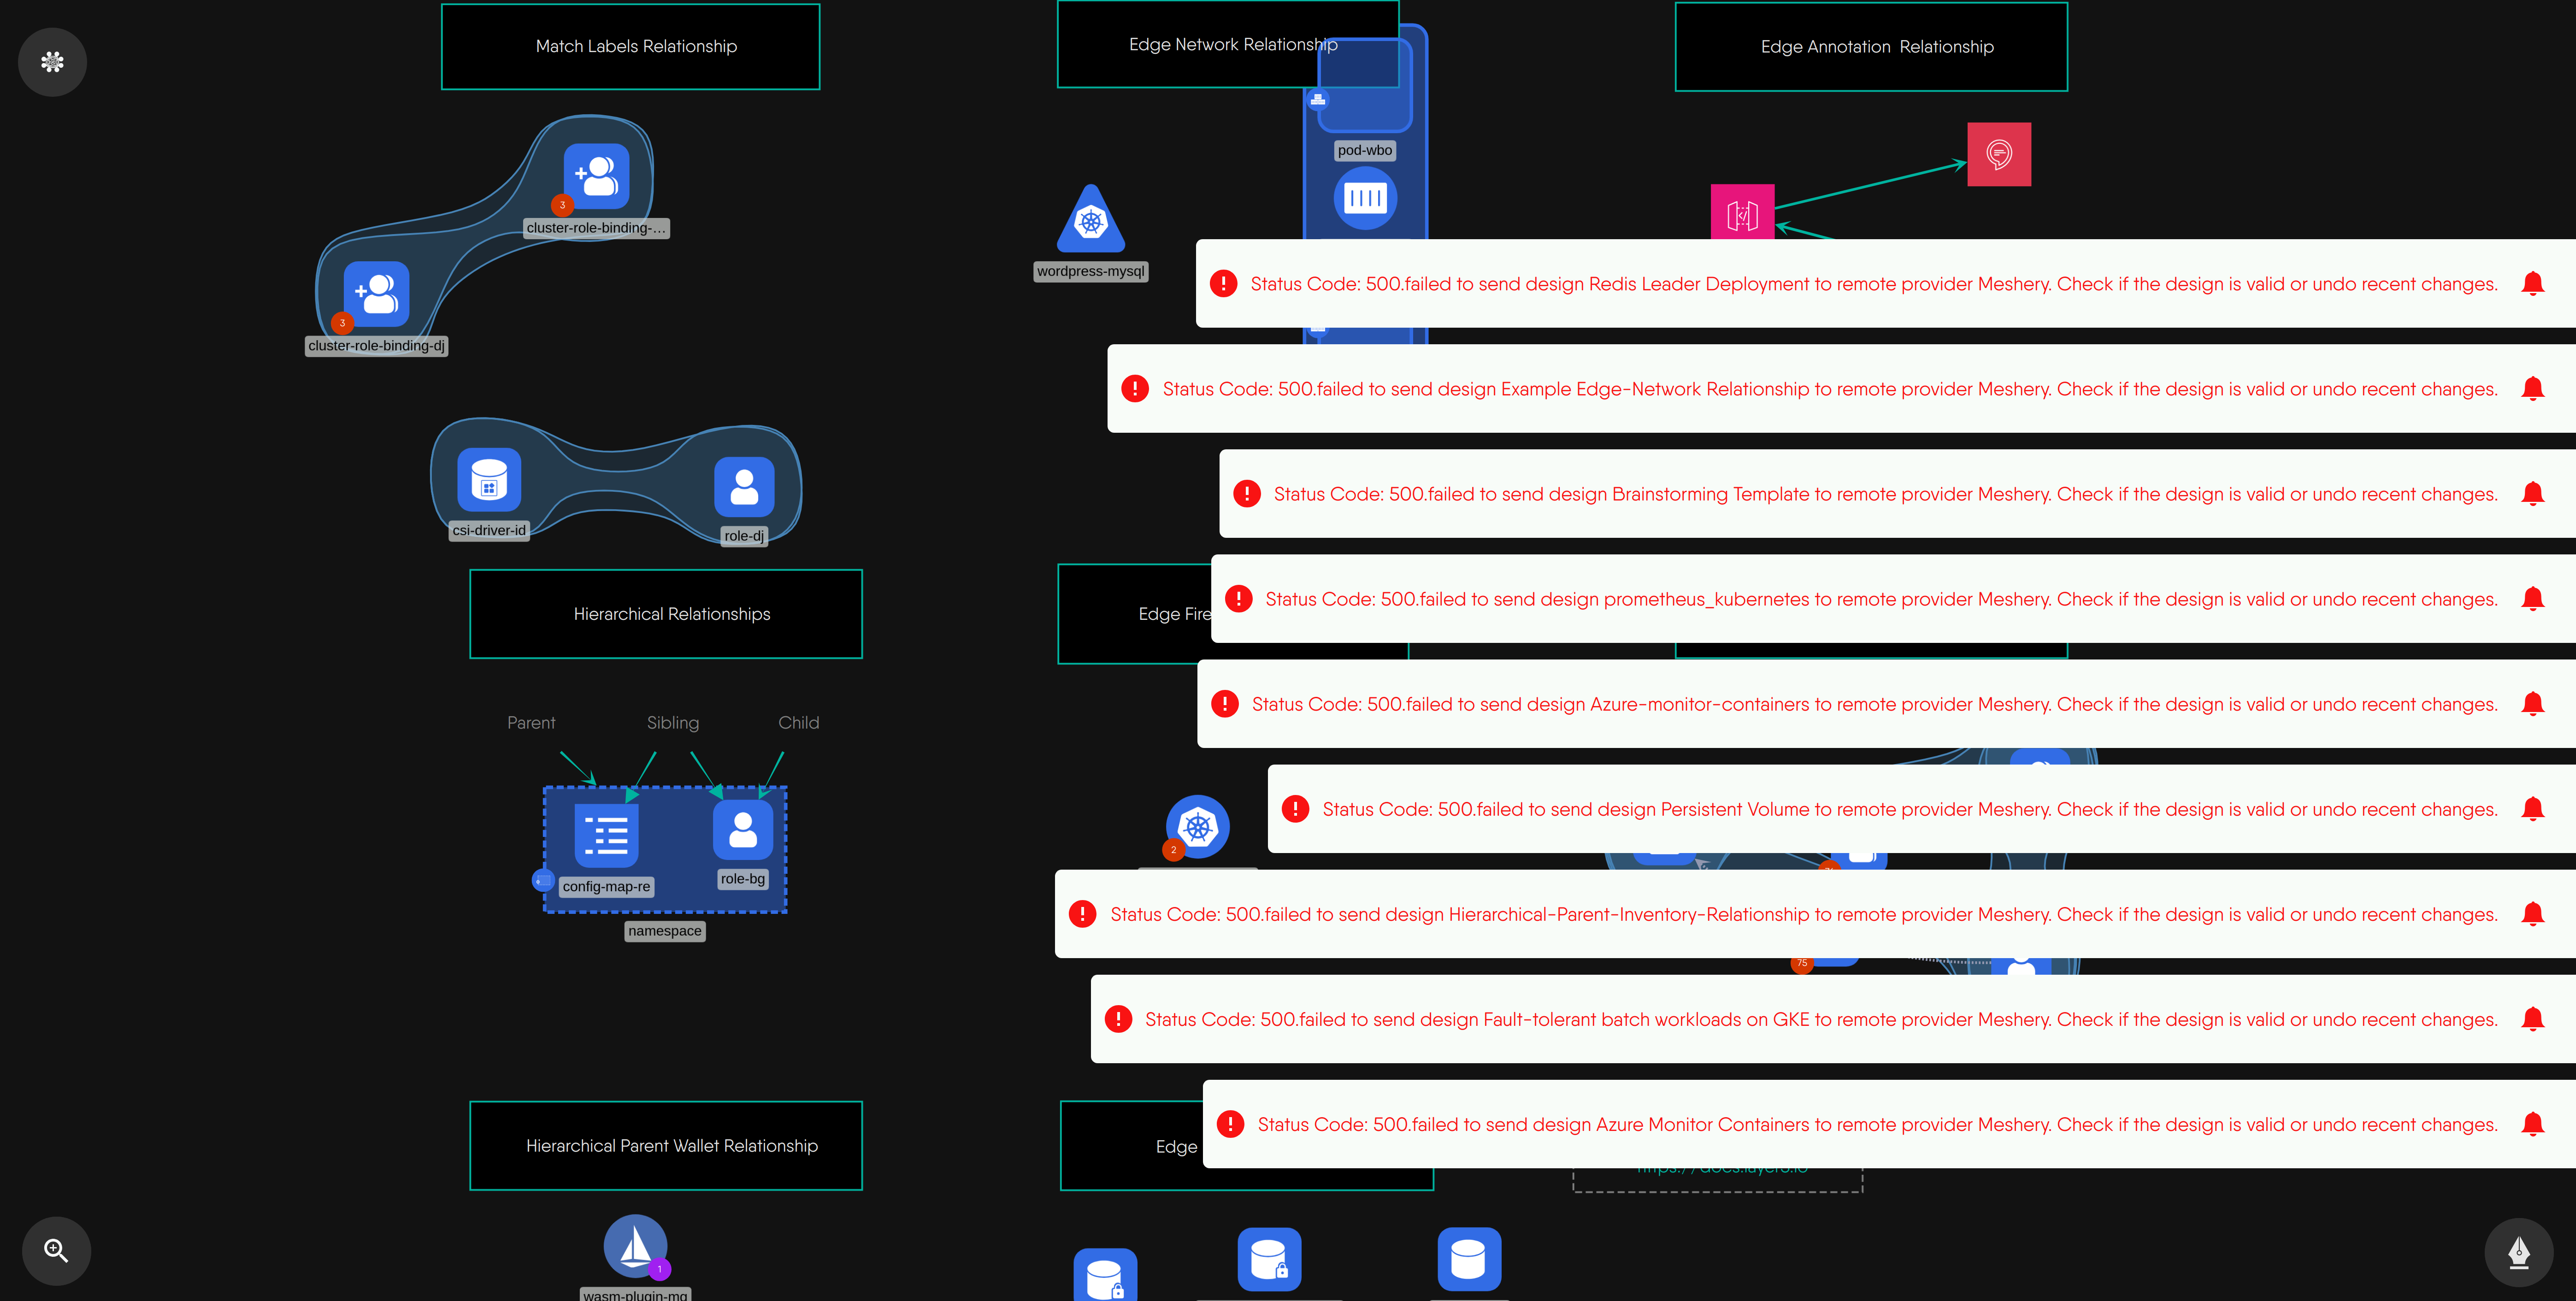 Match Labels Relationship
Edge Network Relationship
Edge Annotation Relationship
pod-wbo
3
cluster-role-binding-...
wordpress-mysql
Status Code: 500.failed to send design Redis Leader Deployment to remote provider Meshery. Check if the design is valid or undo recent changes.
3
cluster-role-binding-dj
Status Code: 500.failed to send design Example Edge-Network Relationship to remote provider Meshery. Check if the design is valid or undo recent changes.
Status Code: 500.failed to send design Brainstorming Template to remote provider Meshery. Check if the design is valid or undo recent changes.
csi-driver-id
role-dj
Status Code: 500.failed to send design prometheus_kubernetes to remote provider Meshery. Check if the design is valid or undo recent changes.
Hierarchical Relationships
Edge Fire
Status Code: 500.failed to send design Azure-monitor-containers to remote provider Meshery. Check if the design is valid or undo recent changes.
Parent
Sibling
Child
Status Code: 500.failed to send design Persistent Volume to remote provider Meshery. Check if the design is valid or undo recent changes.
2
config-map-re
role-bg
Status Code: 500.failed to send design Hierarchical-Parent-Inventory-Relationship to remote provider Meshery. Check if the design is valid or undo recent changes.
namespace
75
Status Code: 500.failed to send design Fault-tolerant batch workloads on GKE to remote provider Meshery. Check if the design is valid or undo recent changes.
Status Code: 500.failed to send design Azure Monitor Containers to remote provider Meshery. Check if the design is valid or undo recent changes.
Hierarchical Parent Wallet Relationship
Edge
1
wasm-plugin-mg